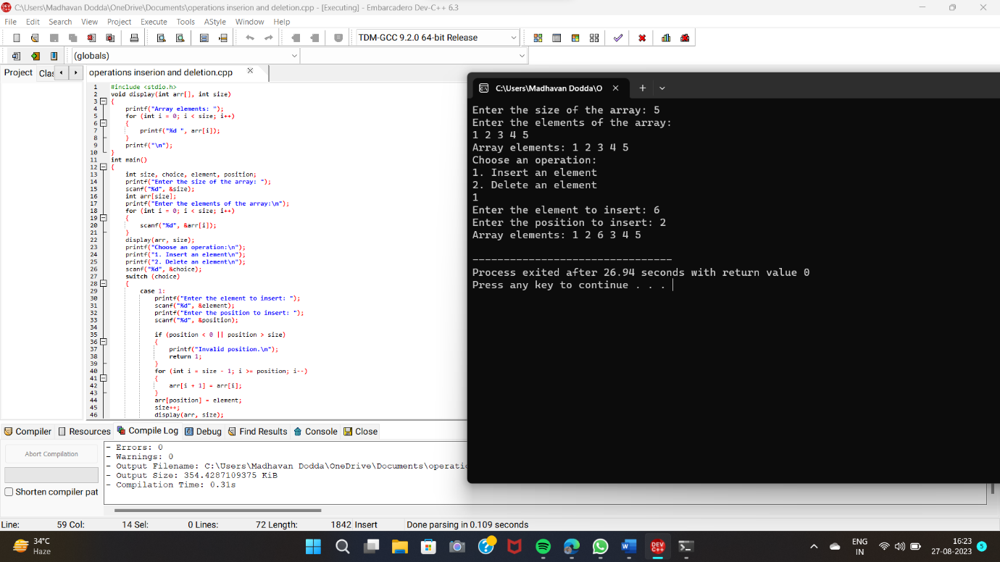 C:\Users\Madhavan Dodda\OneDrive\Documents\operations inserion and deletion.cpp - [Executing] - Embarcadero Dev-C++ 6.3
File Edit Search View Project Execute Tools AStyle Window Help
TDM-GCC 9.2.0 64-bit Release
(globals)
Project Clas operations inserion and deletion.cpp
1 #include <stdio.h>
2 void display(int arr[], int size)
3 {
4 printf("Array elements: ");
5 for (int i = 0; i < size; i++)
6 {
7 printf("%d ", arr[i]);
8 }
9 printf("\n");
10 }
11 int main()
12 {
13 int size, choice, element, position;
14 printf("Enter the size of the array: ");
15 scanf("%d", &size);
16 int arr[size];
17 printf("Enter the elements of the array:\n");
18 for (int i = 0; i < size; i++)
19 {
20 scanf("%d", &arr[i]);
21 }
22 display(arr, size);
23 printf("Choose an operation:\n");
24 printf("1. Insert an element\n");
25 printf("2. Delete an element\n");
26 scanf("%d", &choice);
27 switch (choice)
28 {
29 case 1:
30 printf("Enter the element to insert: ");
31 scanf("%d", &element);
32 printf("Enter the position to insert: ");
33 scanf("%d", &position);
34
35 if (position < 0 || position > size)
36 {
37 printf("Invalid position.\n");
38 return 1;
39 }
40 for (int i = size - 1; i >= position; i--)
41 {
42 arr[i + 1] = arr[i];
43 }
44 arr[position] = element;
45 size++;
46 display(arr, size);
C:\Users\Madhavan Dodda\O
Enter the size of the array: 5
Enter the elements of the array:
1 2 3 4 5
Array elements: 1 2 3 4 5
Choose an operation:
1. Insert an element
2. Delete an element
1
Enter the element to insert: 6
Enter the position to insert: 2
Array elements: 1 2 6 3 4 5
--------------------------------
Process exited after 26.94 seconds with return value 0
Press any key to continue . . .
Compiler Resources Compile Log Debug Find Results Console Close
Abort Compilation
Shorten compiler pat
- Errors: 0
- Warnings: 0
- Output Filename: C:\Users\Madhavan Dodda\OneDrive\Documents\operatio
- Output Size: 354.4287109375 KiB
- Compilation Time: 0.31s
Line: 59 Col: 14 Sel: 0 Lines: 72 Length: 1842 Insert Done parsing in 0.109 seconds
34°C
Haze
ENG
IN
16:23
27-08-2023
5